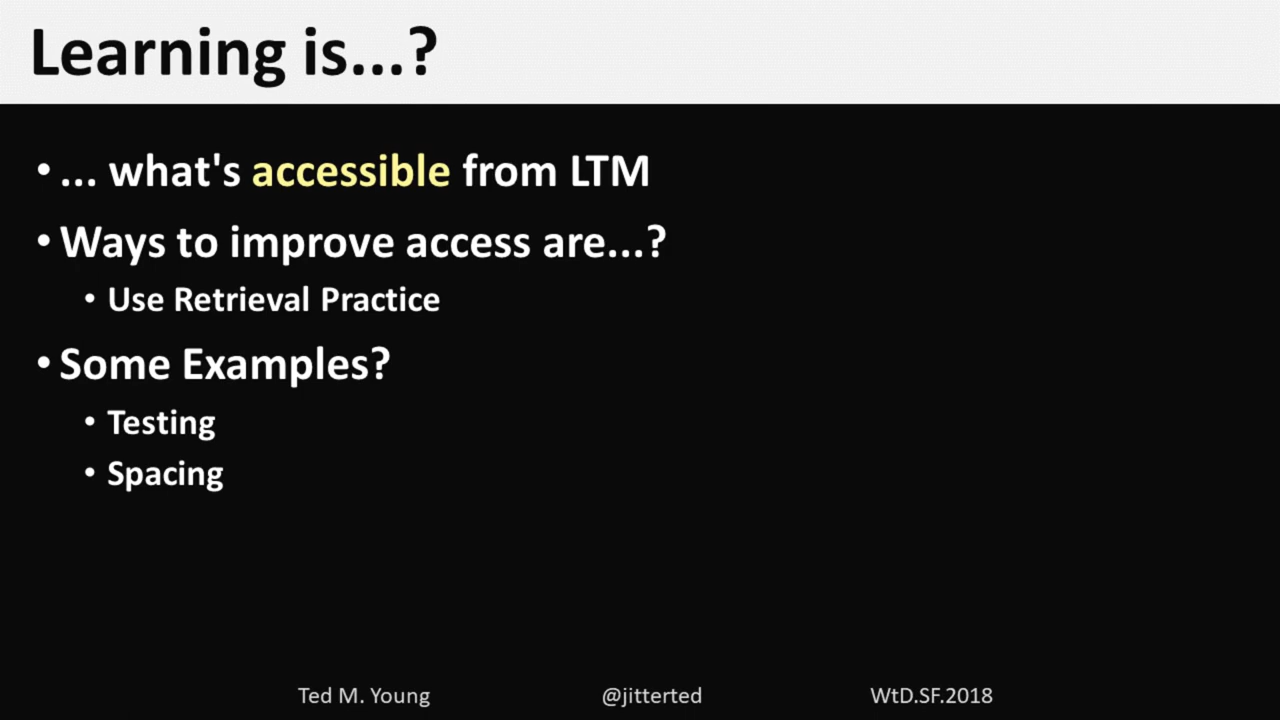 Learning is...?
• ... what's accessible from LTM
• Ways to improve access are...?
• Use Retrieval Practice
• Some Examples?
• Testing
• Spacing
Ted M. Young @jitterted WtD.SF.2018